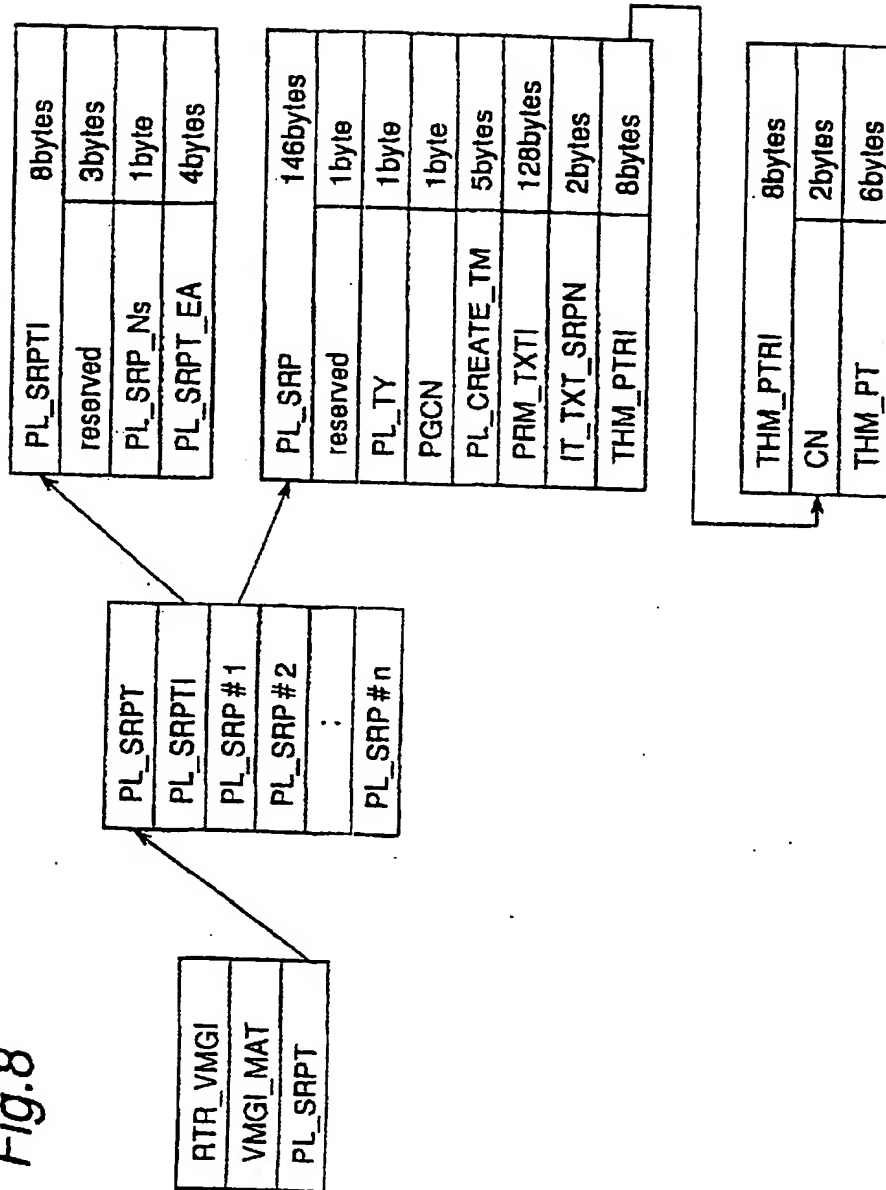 Fig.8
RTR_VMGI
VMGI_MAT
PL_SRPT
PL_SRPT
PL_SRPTI
PL_SRP#1
PL_SRP#2
:
PL_SRP#n
PL_SRPTI 8bytes
reserved 3bytes
PL_SRP_Ns 1byte
PL_SRPT_EA 4bytes
PL_SRP 146bytes
reserved 1byte
PL_TY 1byte
PGCN 1byte
PL_CREATE_TM 5bytes
PRM_TXTI 128bytes
IT_TXT_SRPN 2bytes
THM_PTRI 8bytes
THM_PTRI 8bytes
CN 2bytes
THM_PT 6bytes